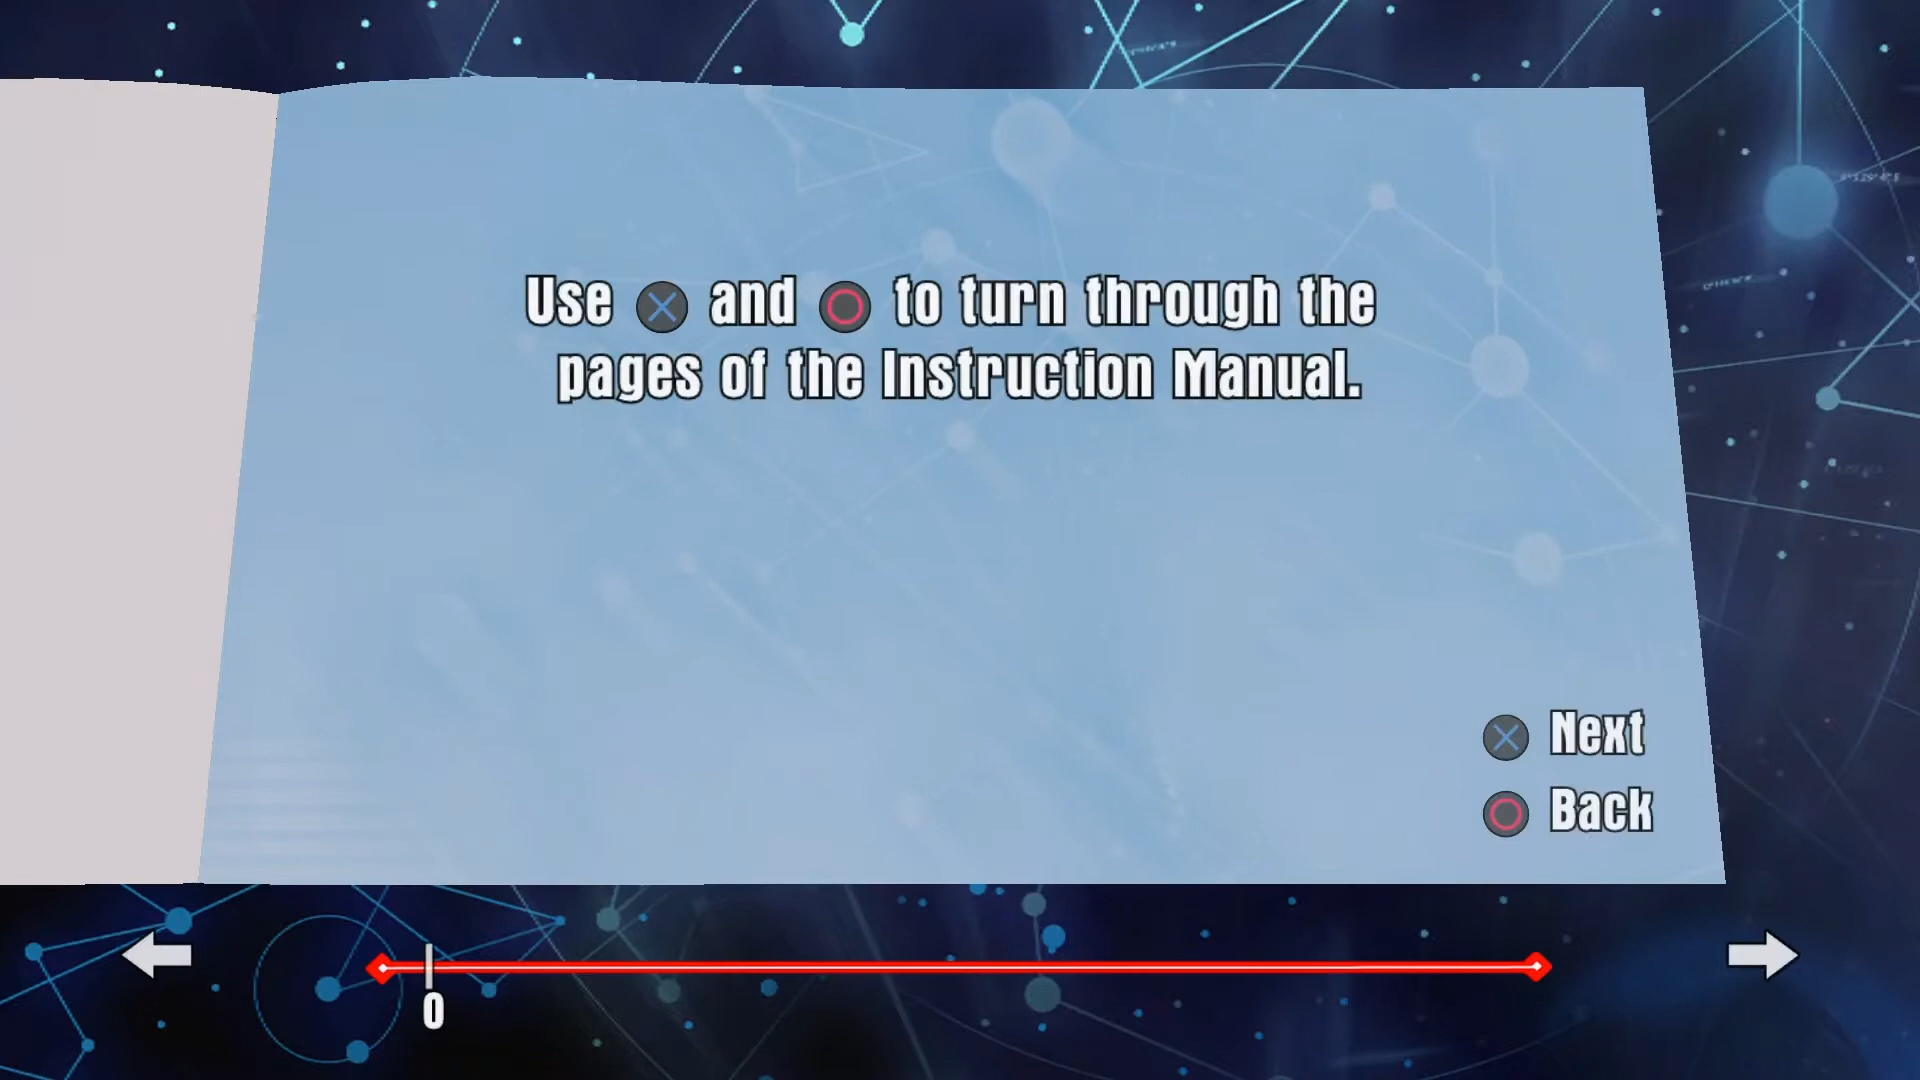 Use and to turn through the
pages of the Instruction Manual.
Next
Back
0